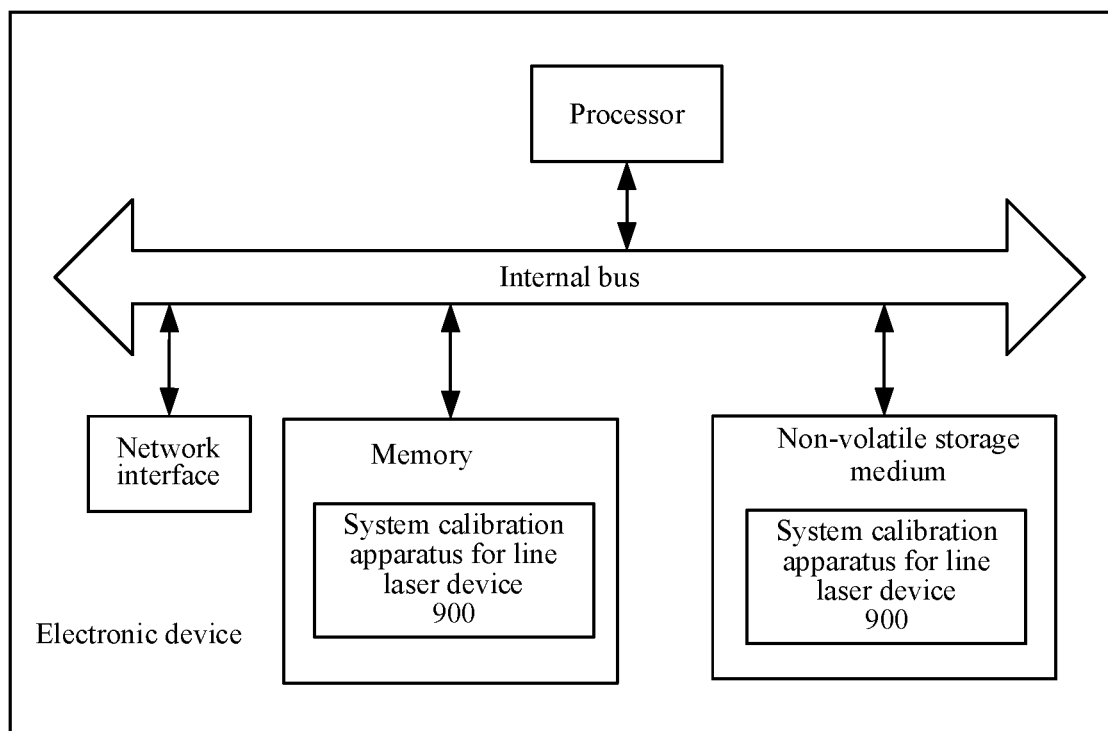 Processor
Internal bus
Network
interface
Memory
System calibration
apparatus for line
laser device
900
Non-volatile storage
medium
System calibration
apparatus for line
laser device
900
Electronic device